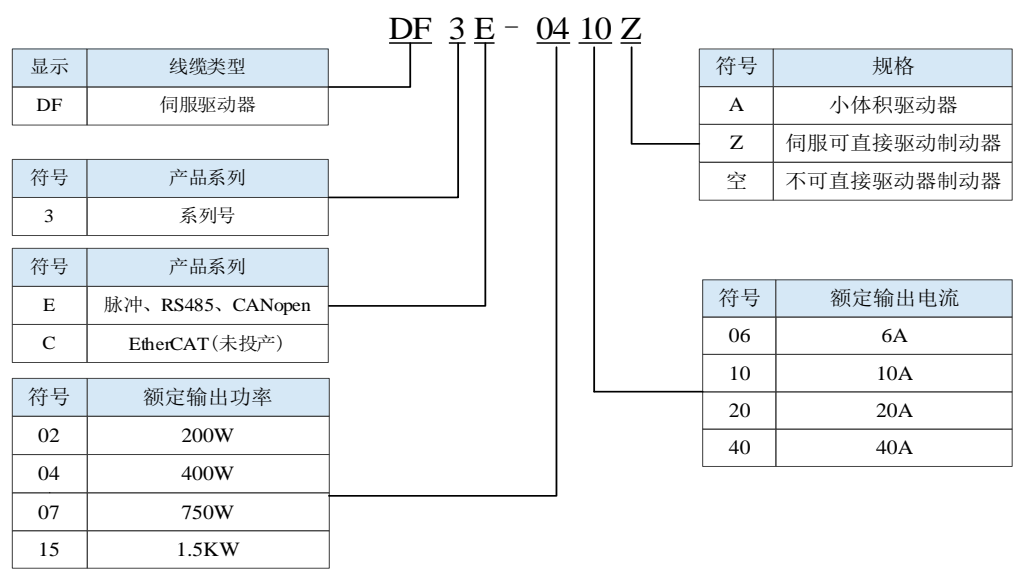 DF 3 E - 04 10 Z
显示 线缆类型
DF 伺服驱动器
符号 产品系列
3 系列号
符号 产品系列
E 脉冲、RS485、CANopen
C EtherCAT(未投产)
符号 额定输出功率
02 200W
04 400W
07 750W
15 1.5KW
符号 规格
A 小体积驱动器
Z 伺服可直接驱动制动器
空 不可直接驱动器制动器
符号 额定输出电流
06 6A
10 10A
20 20A
40 40A